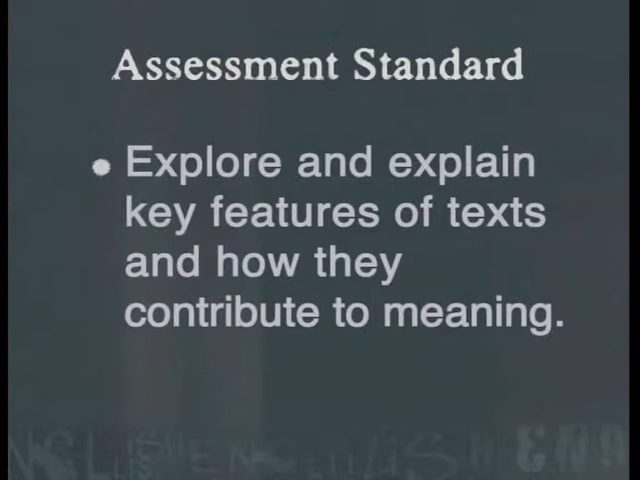 Assessment Standard
Explore and explain
key features of texts
and how they
contribute to meaning.